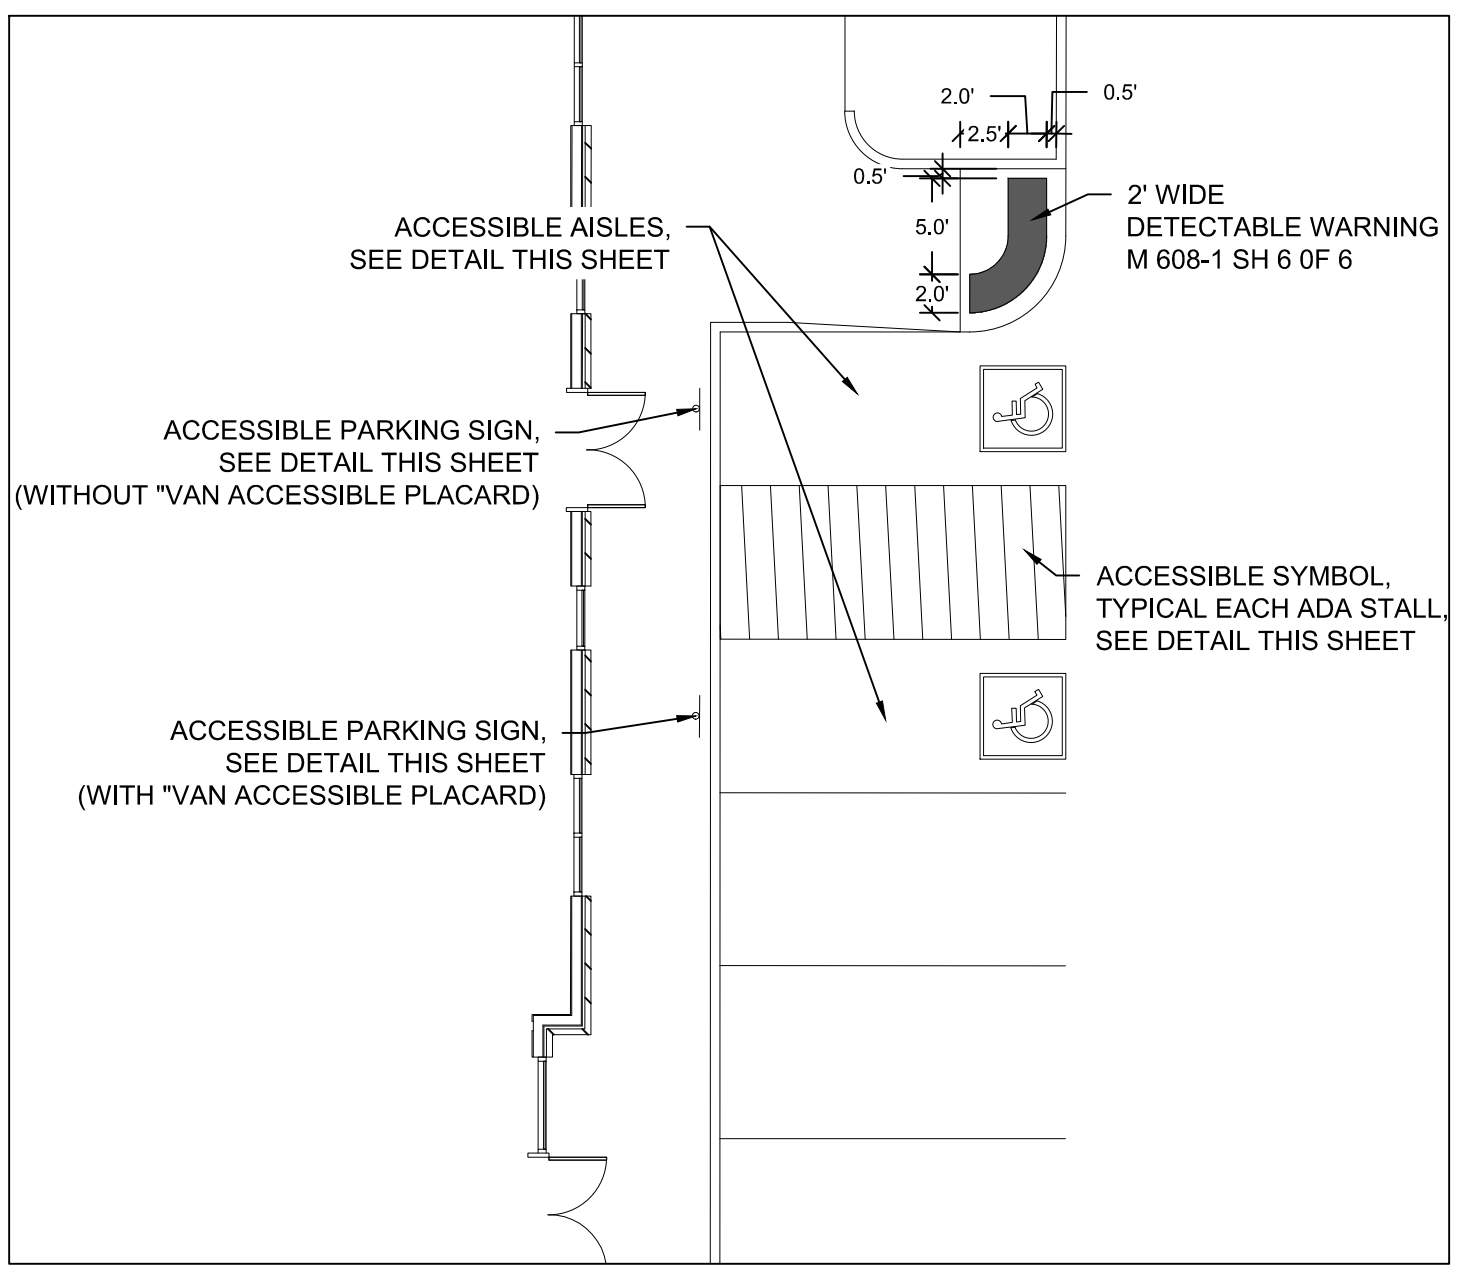 2.0'
0.5'
2.5'
0.5'
5.0'
2.0'
2' WIDE
DETECTABLE WARNING
M 608-1 SH 6 0F 6
ACCESSIBLE AISLES,
SEE DETAIL THIS SHEET
ACCESSIBLE PARKING SIGN,
SEE DETAIL THIS SHEET
(WITHOUT "VAN ACCESSIBLE PLACARD)
ACCESSIBLE SYMBOL,
TYPICAL EACH ADA STALL,
SEE DETAIL THIS SHEET
ACCESSIBLE PARKING SIGN,
SEE DETAIL THIS SHEET
(WITH "VAN ACCESSIBLE PLACARD)